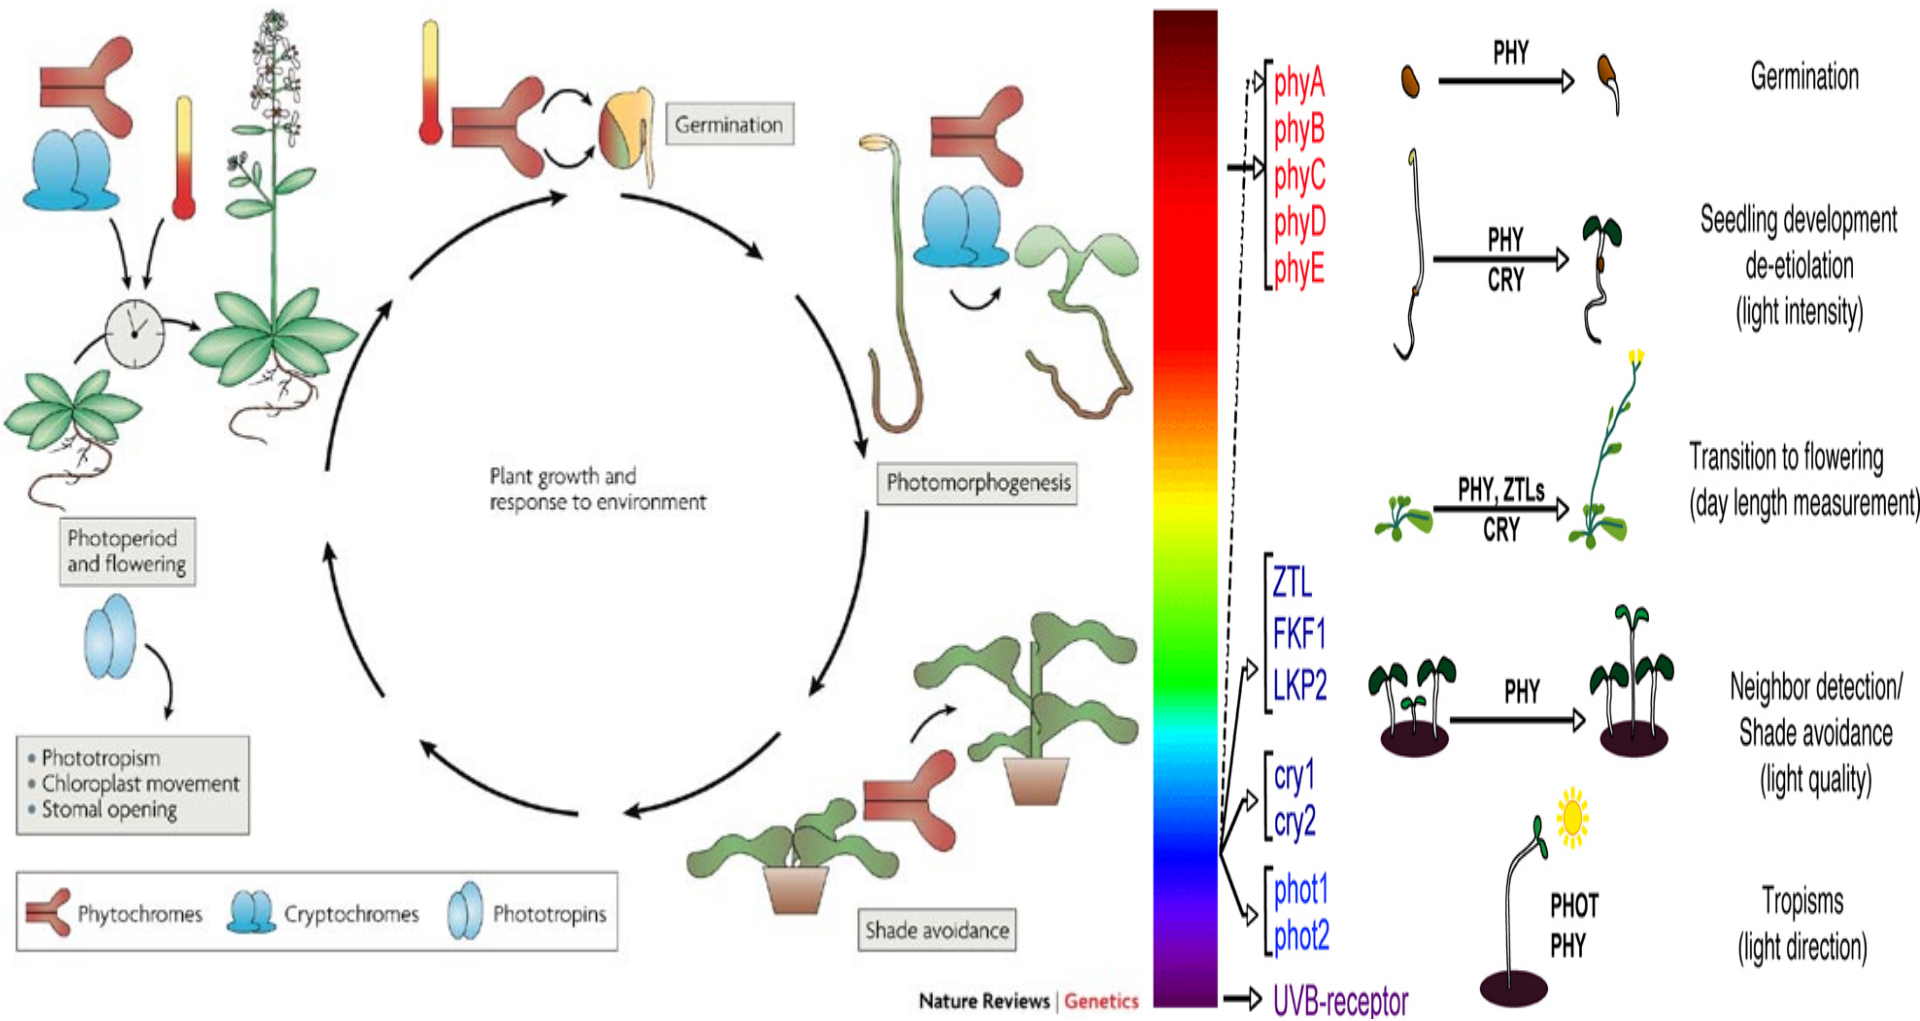 Germination
Plant growth and
response to environment
Photomorphogenesis
Photoperiod
and flowering
• Phototropism
• Chloroplast movement
• Stomal opening
Phytochromes
Cryptochromes
Phototropins
Shade avoidance
Nature Reviews | Genetics
phyA
phyB
phyC
phyD
phyE
ZTL
FKF1
LKP2
cry1
cry2
phot1
phot2
UVB-receptor
PHY
Germination
PHY
CRY
Seedling development
de-etiolation
(light intensity)
PHY, ZTLs
CRY
Transition to flowering
(day length measurement)
PHY
Neighbor detection/
Shade avoidance
(light quality)
PHOT
PHY
Tropisms
(light direction)